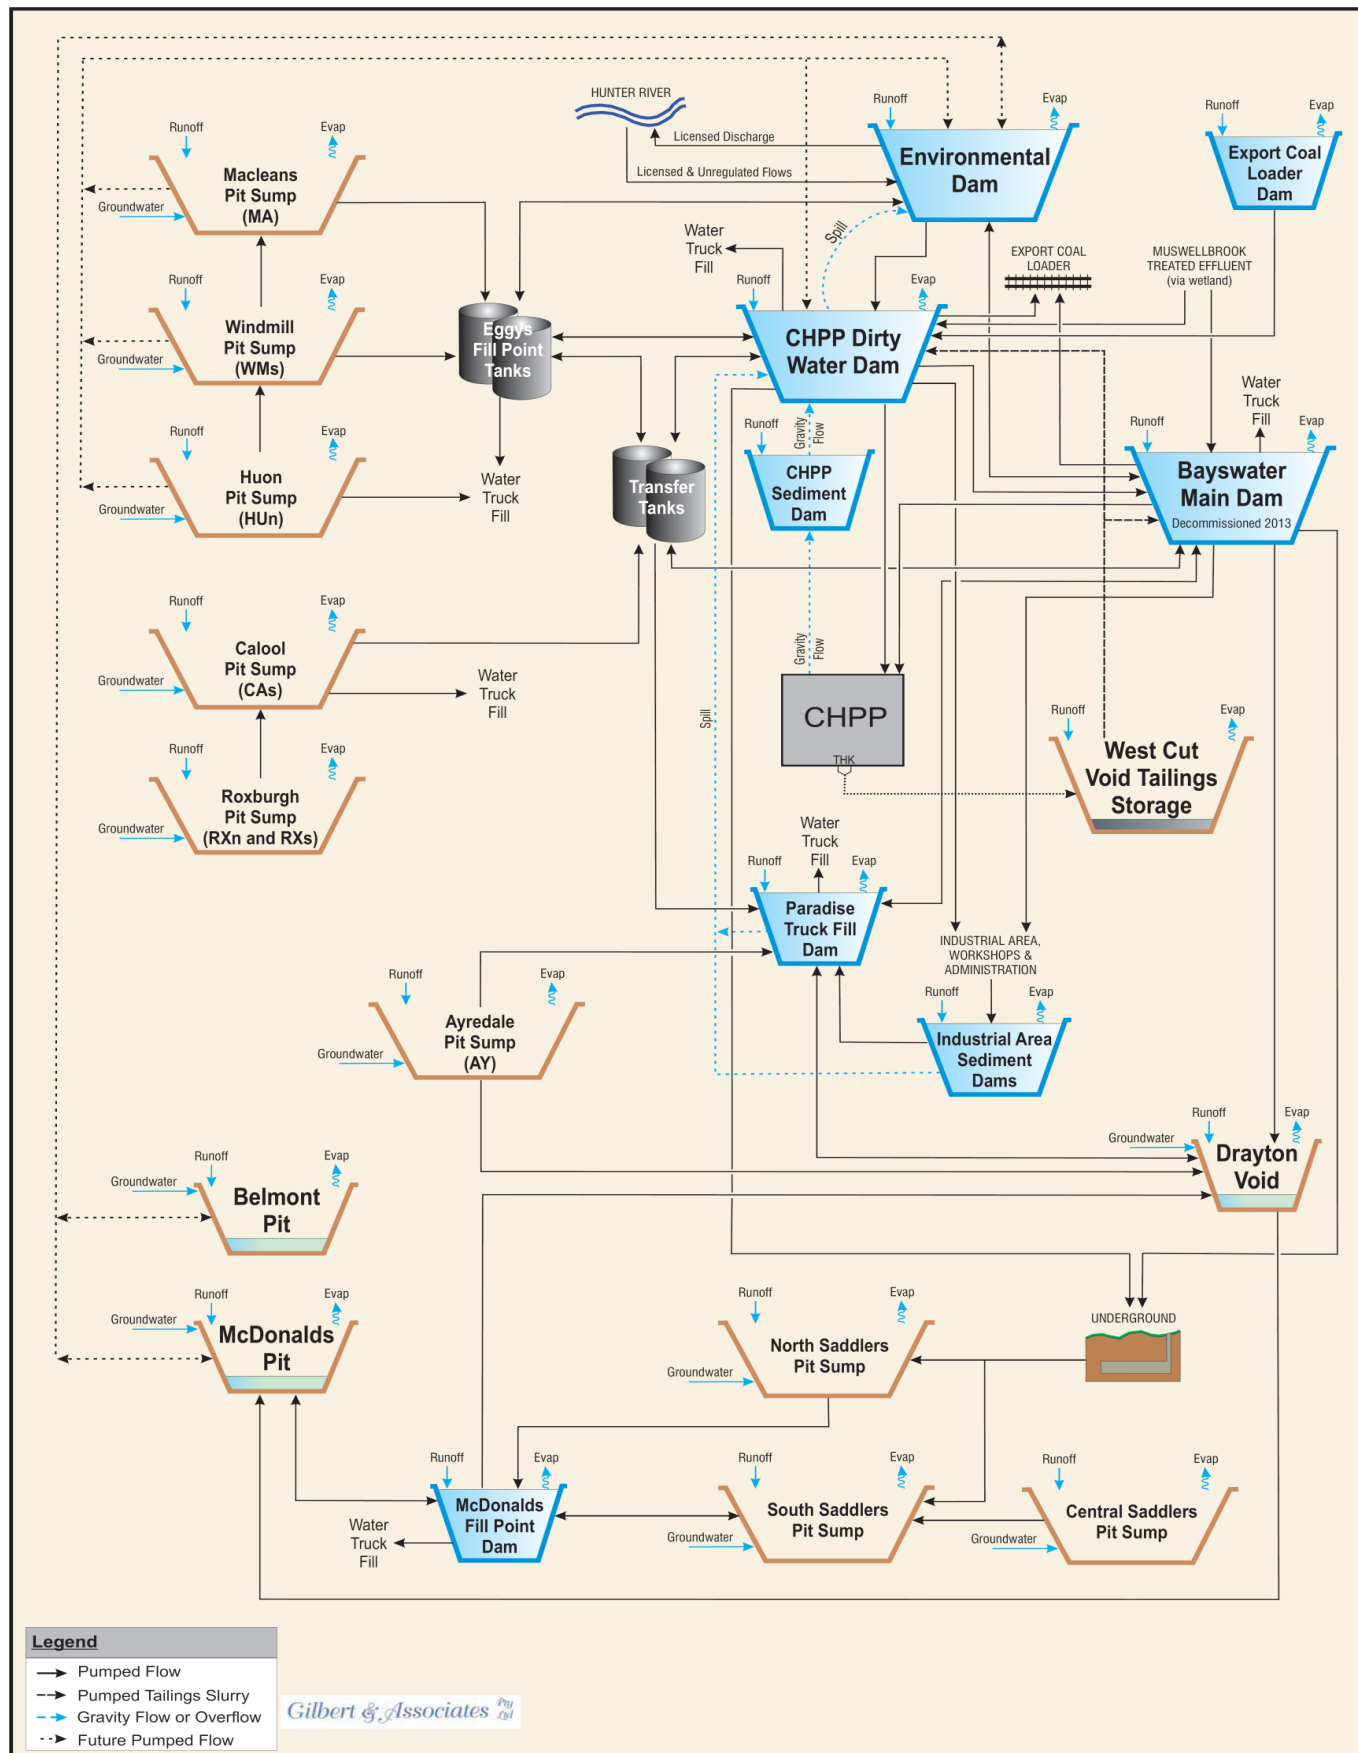 HUNTER RIVER
Licensed Discharge
Licensed & Unregulated Flows
Runoff
Evap
Environmental
Dam
Runoff
Evap
Export Coal
Loader
Dam
Runoff
Evap
Macleans
Pit Sump
(MA)
Groundwater
Spill
Water
Truck
Fill
EXPORT COAL
LOADER
MUSWELLBROOK
TREATED EFFLUENT
(via wetland)
Runoff
Evap
Windmill
Pit Sump
(WMs)
Groundwater
Eggys
Fill Point
Tanks
Runoff
Evap
CHPP Dirty
Water Dam
Water
Truck
Fill
Runoff
Evap
Huon
Pit Sump
(HUn)
Groundwater
Water
Truck
Fill
Transfer
Tanks
Runoff
Gravity
Flow
CHPP
Sediment
Dam
Runoff
Evap
Bayswater
Main Dam
Decommissioned 2013
Runoff
Evap
Calool
Pit Sump
(CAs)
Groundwater
Water
Truck
Fill
Gravity
Flow
Spill
CHPP
THK
Runoff
Evap
West Cut
Void Tailings
Storage
Runoff
Evap
Roxburgh
Pit Sump
(RXn and RXs)
Groundwater
Water
Truck
Fill
Runoff
Evap
Paradise
Truck Fill
Dam
INDUSTRIAL AREA,
WORKSHOPS &
ADMINISTRATION
Runoff
Evap
Ayredale
Pit Sump
(AY)
Groundwater
Runoff
Evap
Industrial Area
Sediment
Dams
Runoff
Evap
Groundwater
Drayton
Void
Runoff
Evap
Groundwater
Belmont
Pit
Runoff
Evap
Groundwater
McDonalds
Pit
Runoff
Evap
North Saddlers
Pit Sump
Groundwater
UNDERGROUND
Runoff
Evap
McDonalds
Fill Point
Dam
Water
Truck
Fill
Runoff
Evap
South Saddlers
Pit Sump
Groundwater
Runoff
Evap
Central Saddlers
Pit Sump
Groundwater
Legend
Pumped Flow
Pumped Tailings Slurry
Gravity Flow or Overflow
Future Pumped Flow
Gilbert & Associates Pty Ltd